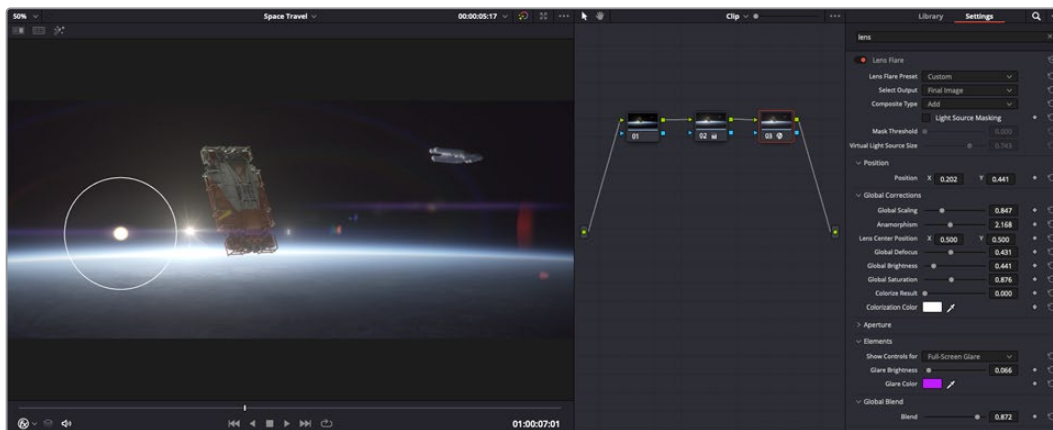 50% Space Travel 00:00:05:17 Clip Library Settings
lens
Lens Flare
Lens Flare Preset Custom
Select Output Final Image
Composite Type Add
Light Source Masking
Mask Threshold 0.000
Virtual Light Source Size 0.743
Position
Position X 0.202 Y 0.441
Global Corrections
Global Scaling 0.847
Anamorphism 2.168
Lens Center Position X 0.500 Y 0.500
Global Defocus 0.431
Global Brightness 0.441
Global Saturation 0.876
Colorize Result 0.000
Colorization Color
Aperture
Elements
Show Controls for Full-Screen Glare
Glare Brightness 0.066
Glare Color
Global Blend
Blend 0.872
01 02 03
01:00:07:01